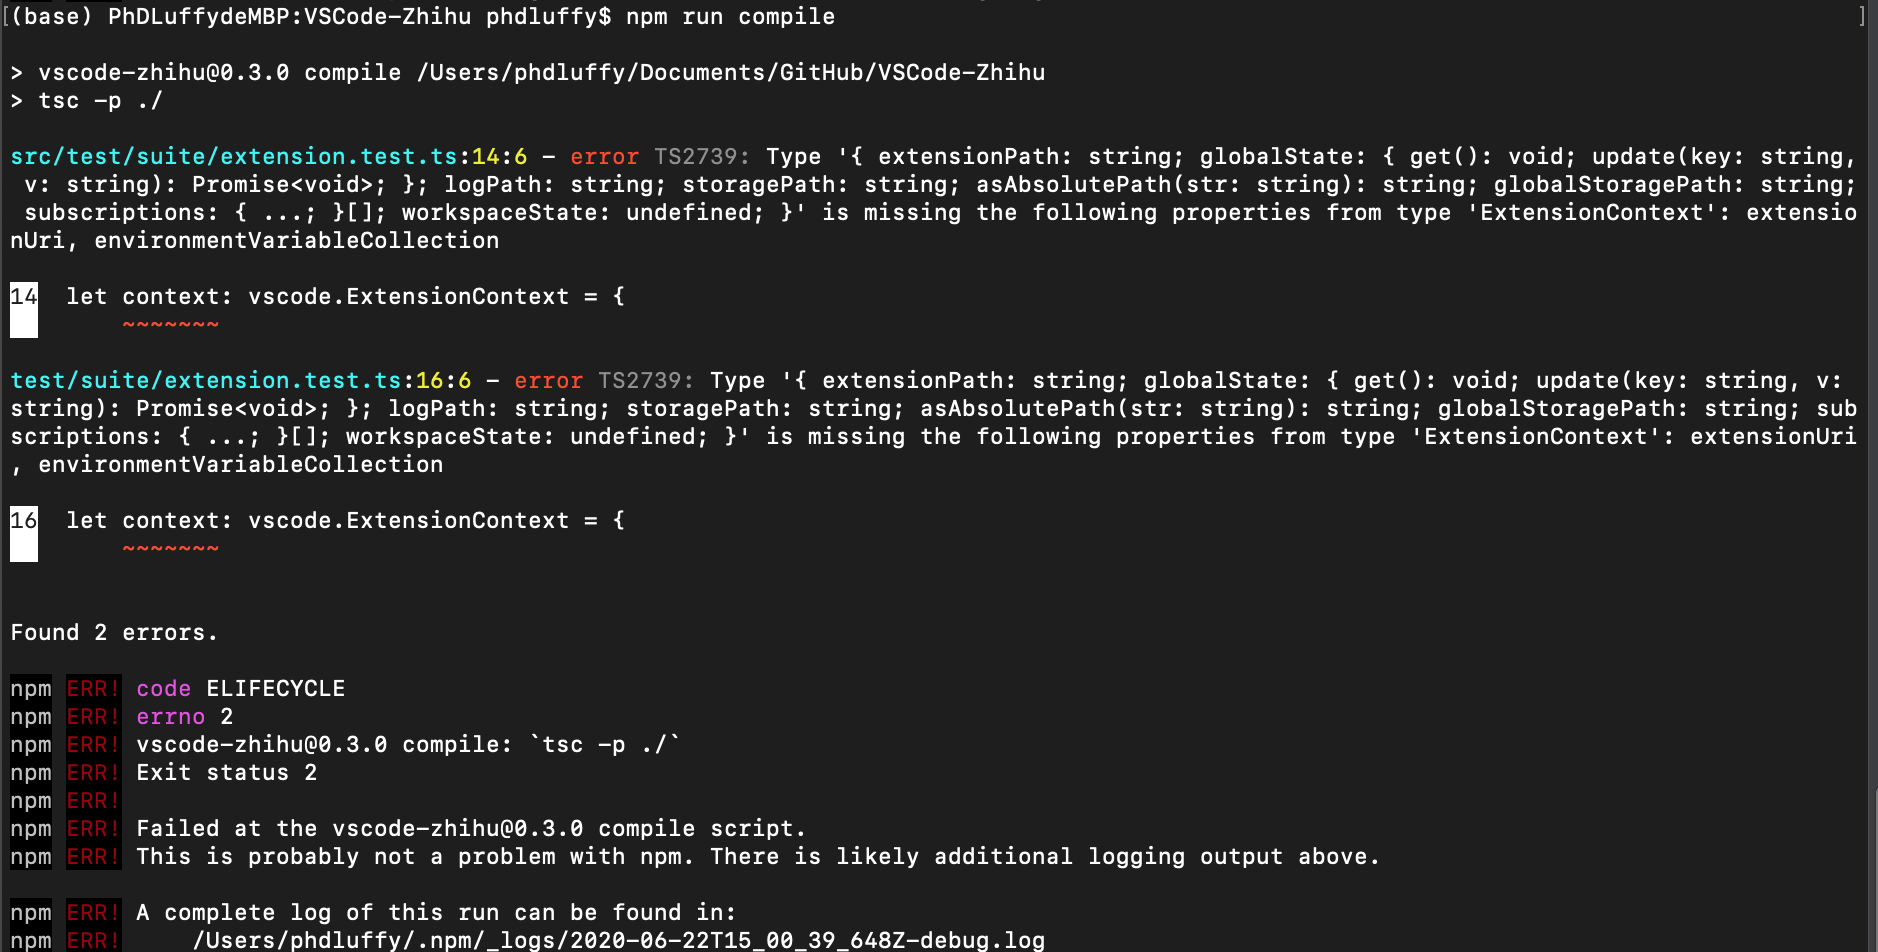 [(base) PhDLuffydeMBP:VSCode-Zhihu phdluffy$ npm run compile ]
> vscode-zhihu@0.3.0 compile /Users/phdluffy/Documents/GitHub/VSCode-Zhihu
> tsc -p ./
src/test/suite/extension.test.ts:14:6 - error TS2739: Type '{ extensionPath: string; globalState: { get(): void; update(key: string,
 v: string): Promise<void>; }; logPath: string; storagePath: string; asAbsolutePath(str: string): string; globalStoragePath: string;
 subscriptions: { ...; }[]; workspaceState: undefined; }' is missing the following properties from type 'ExtensionContext': extensio
nUri, environmentVariableCollection
14  let context: vscode.ExtensionContext = {
        ~~~~~~~
test/suite/extension.test.ts:16:6 - error TS2739: Type '{ extensionPath: string; globalState: { get(): void; update(key: string, v:
string): Promise<void>; }; logPath: string; storagePath: string; asAbsolutePath(str: string): string; globalStoragePath: string; sub
scriptions: { ...; }[]; workspaceState: undefined; }' is missing the following properties from type 'ExtensionContext': extensionUri
, environmentVariableCollection
16  let context: vscode.ExtensionContext = {
        ~~~~~~~
Found 2 errors.
npm ERR! code ELIFECYCLE
npm ERR! errno 2
npm ERR! vscode-zhihu@0.3.0 compile: `tsc -p ./`
npm ERR! Exit status 2
npm ERR!
npm ERR! Failed at the vscode-zhihu@0.3.0 compile script.
npm ERR! This is probably not a problem with npm. There is likely additional logging output above.
npm ERR! A complete log of this run can be found in:
npm ERR!     /Users/phdluffy/.npm/_logs/2020-06-22T15_00_39_648Z-debug.log